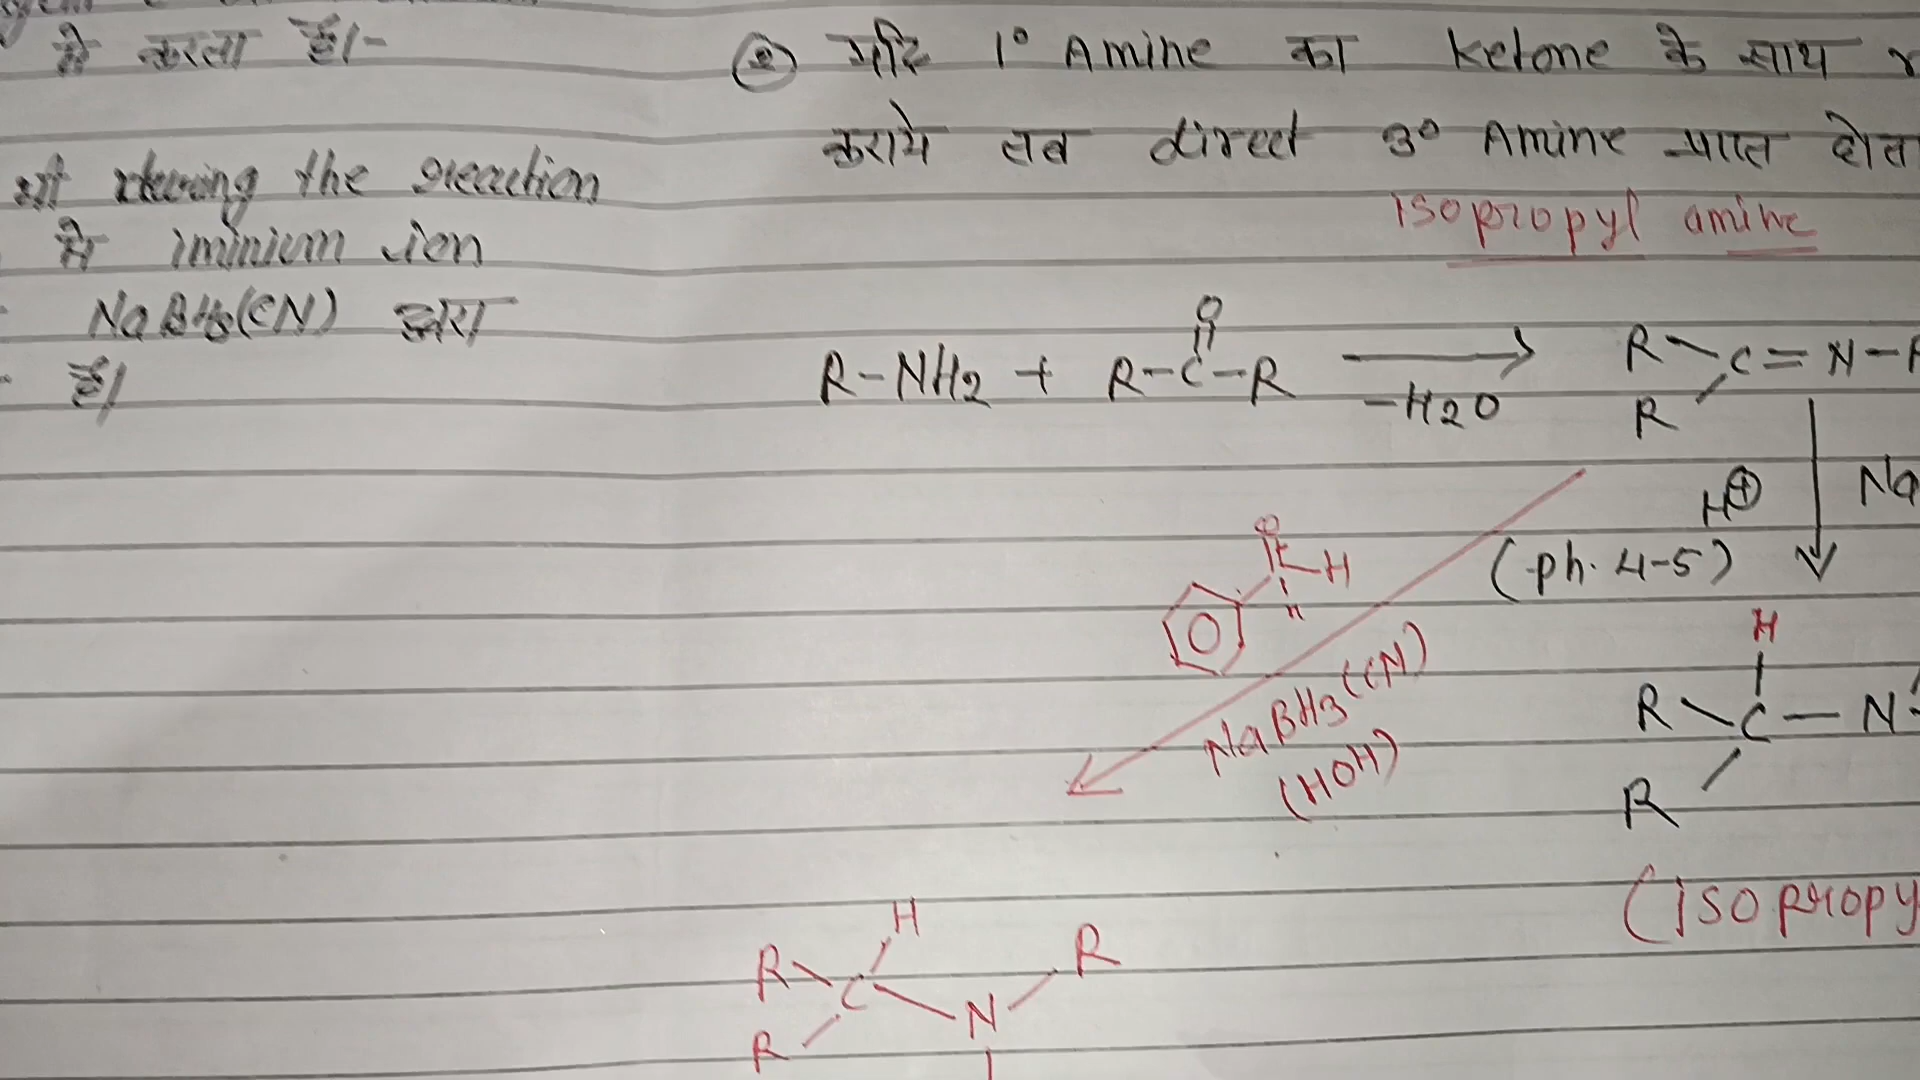 से करता है।-
during the reaction
से iminium ion
NaBH3(CN) द्वारा
है।
② यदि 1° Amine का Ketone के साथ
कराये तब direct 3° Amine प्राप्त
isopropyl amine
R-NH2 + R-C-R
O
-H2O
R C=N-R
R
H⊕
Na
(ph. 4-5)
O
C-H
NaBH3(CN)
(HOH)
H
R C-N
R
(isopropy
H
R C N R
R